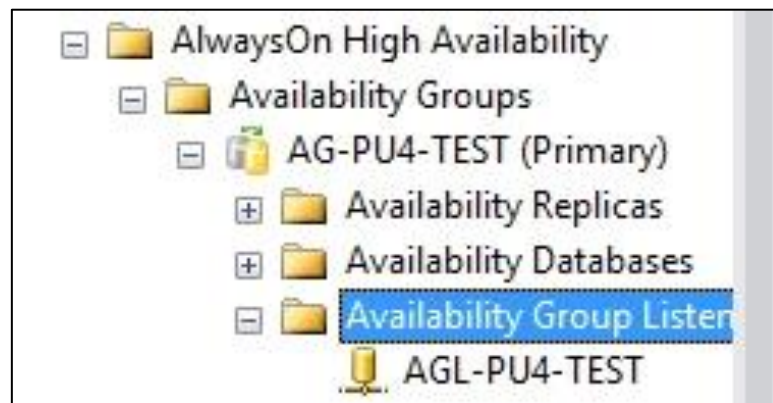 AlwaysOn High Availability
Availability Groups
AG-PU4-TEST (Primary)
Availability Replicas
Availability Databases
Availability Group Listen
AGL-PU4-TEST